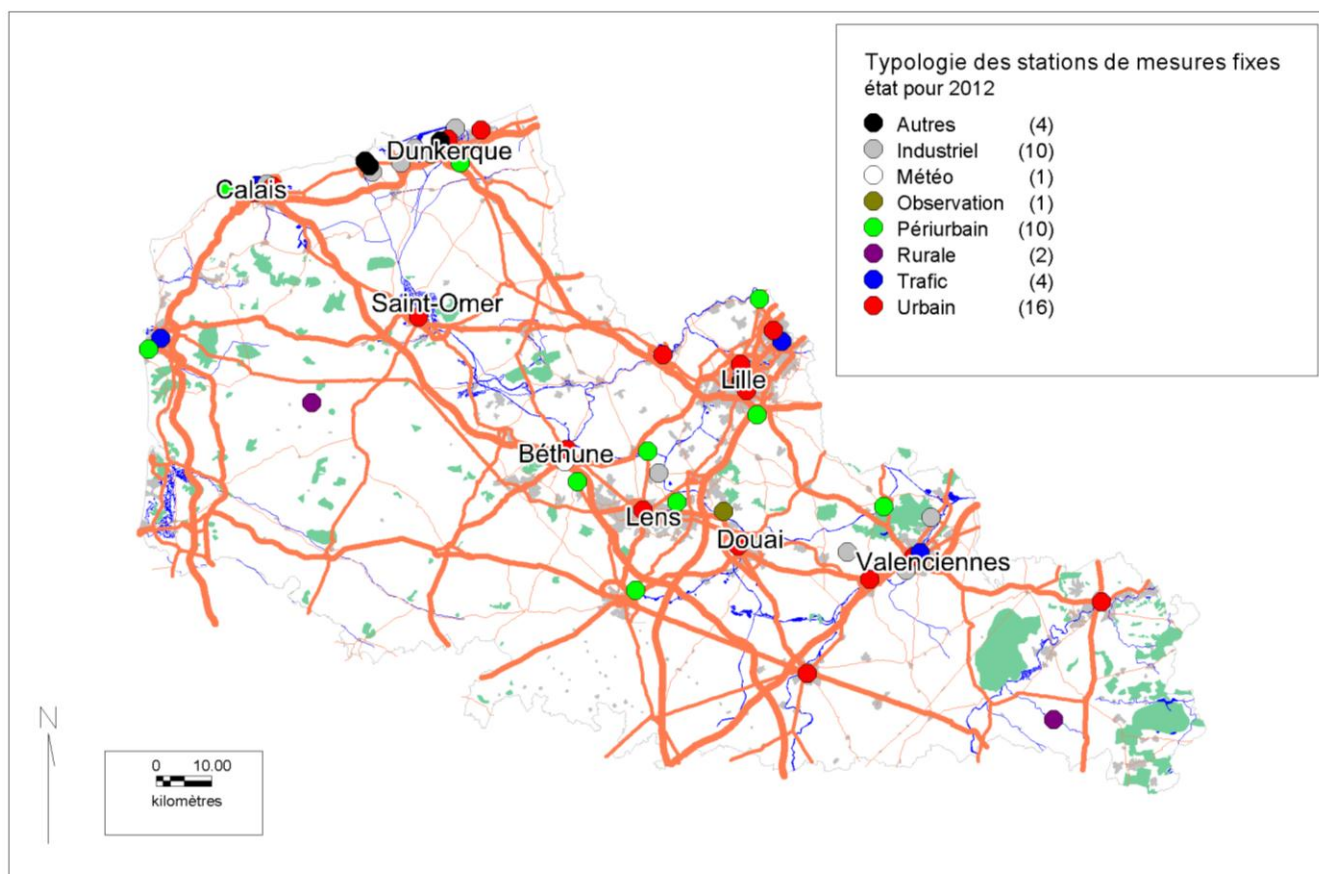 Typologie des stations de mesures fixes
état pour 2012
Autres (4)
Industriel (10)
Météo (1)
Observation (1)
Périurbain (10)
Rurale (2)
Trafic (4)
Urbain (16)
Dunkerque
Calais
Saint-Omer
Lille
Béthune
Lens
Douai
Valenciennes
N
0 10.00
kilomètres